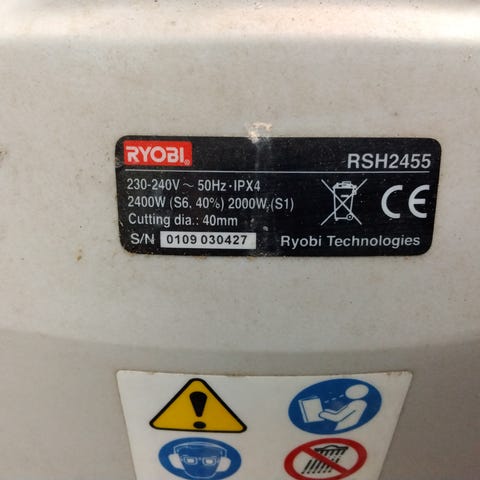 RYOBI®
RSH2455
230-240V ~ 50Hz · IPX4
2400W (S6, 40%) 2000W,(S1)
Cutting dia.: 40mm
S/N 0109 030427
Ryobi Technologies
CE